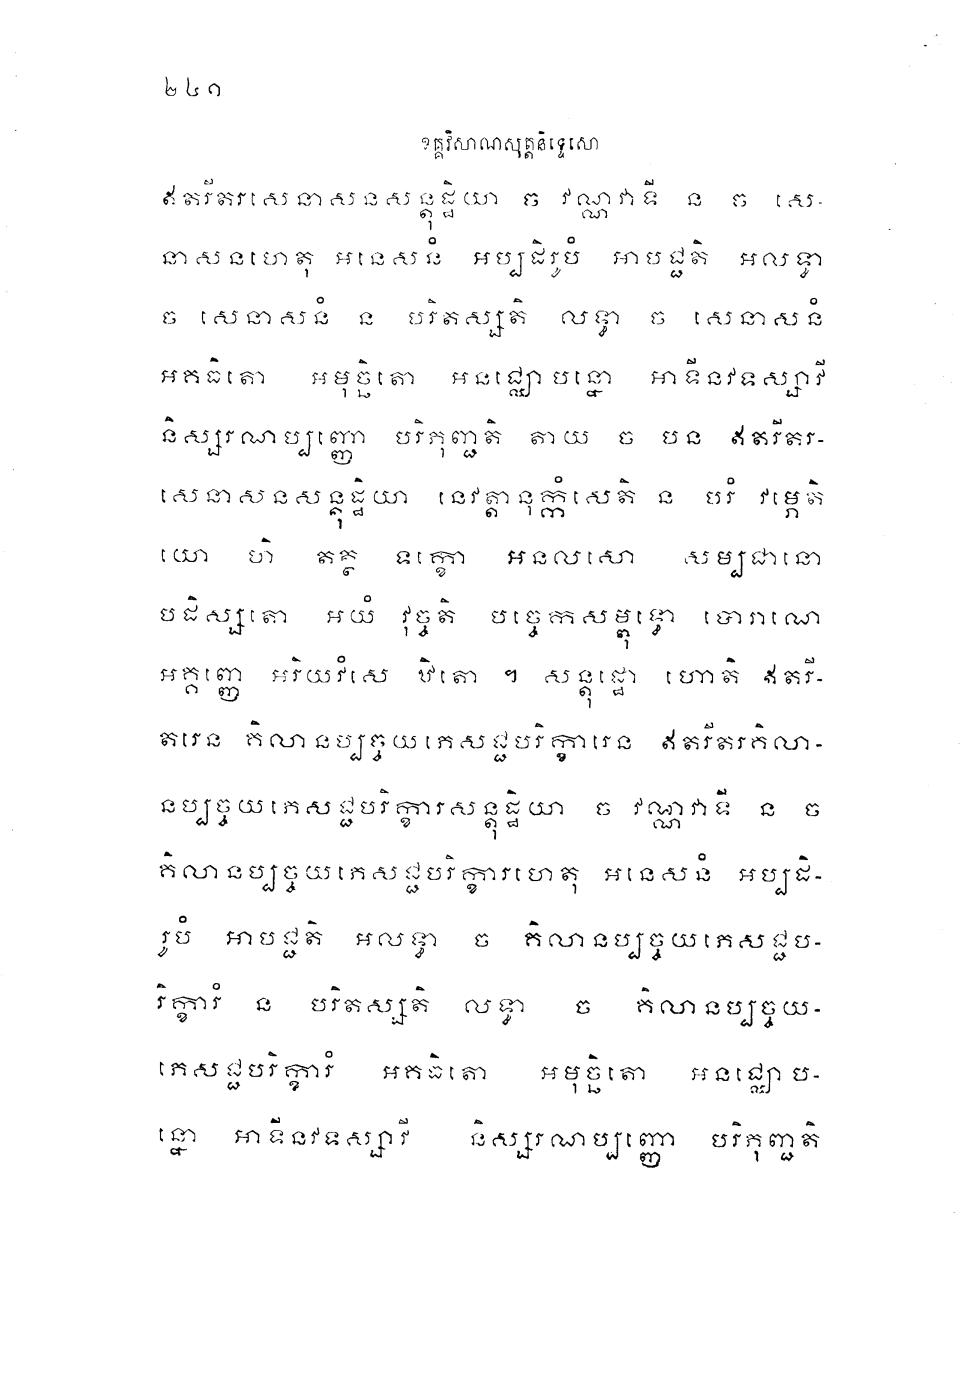 ២៤១
ខគ្គវិសាណសុត្តនិទ្ទេសោ
ឥតរីតរសេនាសនសន្តុដ្ឋិយា ច វណ្ណវាទី ន ច សេ-
នាសនហេតុ អនេសនំ អប្បដិរូបំ អាបជ្ជតិ អលទ្ធា
ច សេនាសនំ ន បរិតស្សតិ លទ្ធា ច សេនាសនំ
អគធិតោ អមុច្ឆិតោ អនជ្ឈោបន្នោ អាទីនវទស្សាវី
និស្សរណប្បញ្ញោ បរិភុញ្ជតិ តាយ ច បន ឥតរីតរ-
សេនាសនសន្តុដ្ឋិយា នេវត្តានុក្កំសេតិ ន បរំ វម្ភេតិ
យោ ហិ តត្ថ ទក្ខោ អនលសោ សម្បជានោ
បដិស្សតោ អយំ វុច្ចតិ បច្ចេកសម្ពុទ្ធោ បោរាណេ
អគ្គញ្ញេ អរិយវំសេ ឋិតោ ។ សន្តុដ្ឋោ ហោតិ ឥតរី-
តរេន គិលានប្បច្ចយភេសជ្ជបរិក្ខារេន ឥតរីតរគិលា-
នប្បច្ចយភេសជ្ជបរិក្ខារសន្តុដ្ឋិយា ច វណ្ណវាទី ន ច
គិលានប្បច្ចយភេសជ្ជបរិក្ខារហេតុ អនេសនំ អប្បដិ-
រូបំ អាបជ្ជតិ អលទ្ធា ច គិលានប្បច្ចយភេសជ្ជប-
រិក្ខារំ ន បរិតស្សតិ លទ្ធា ច គិលានប្បច្ចយ-
ភេសជ្ជបរិក្ខារំ អគធិតោ អមុច្ឆិតោ អនជ្ឈោប-
ន្នោ អាទីនវទស្សាវី និស្សរណប្បញ្ញោ បរិភុញ្ជតិ